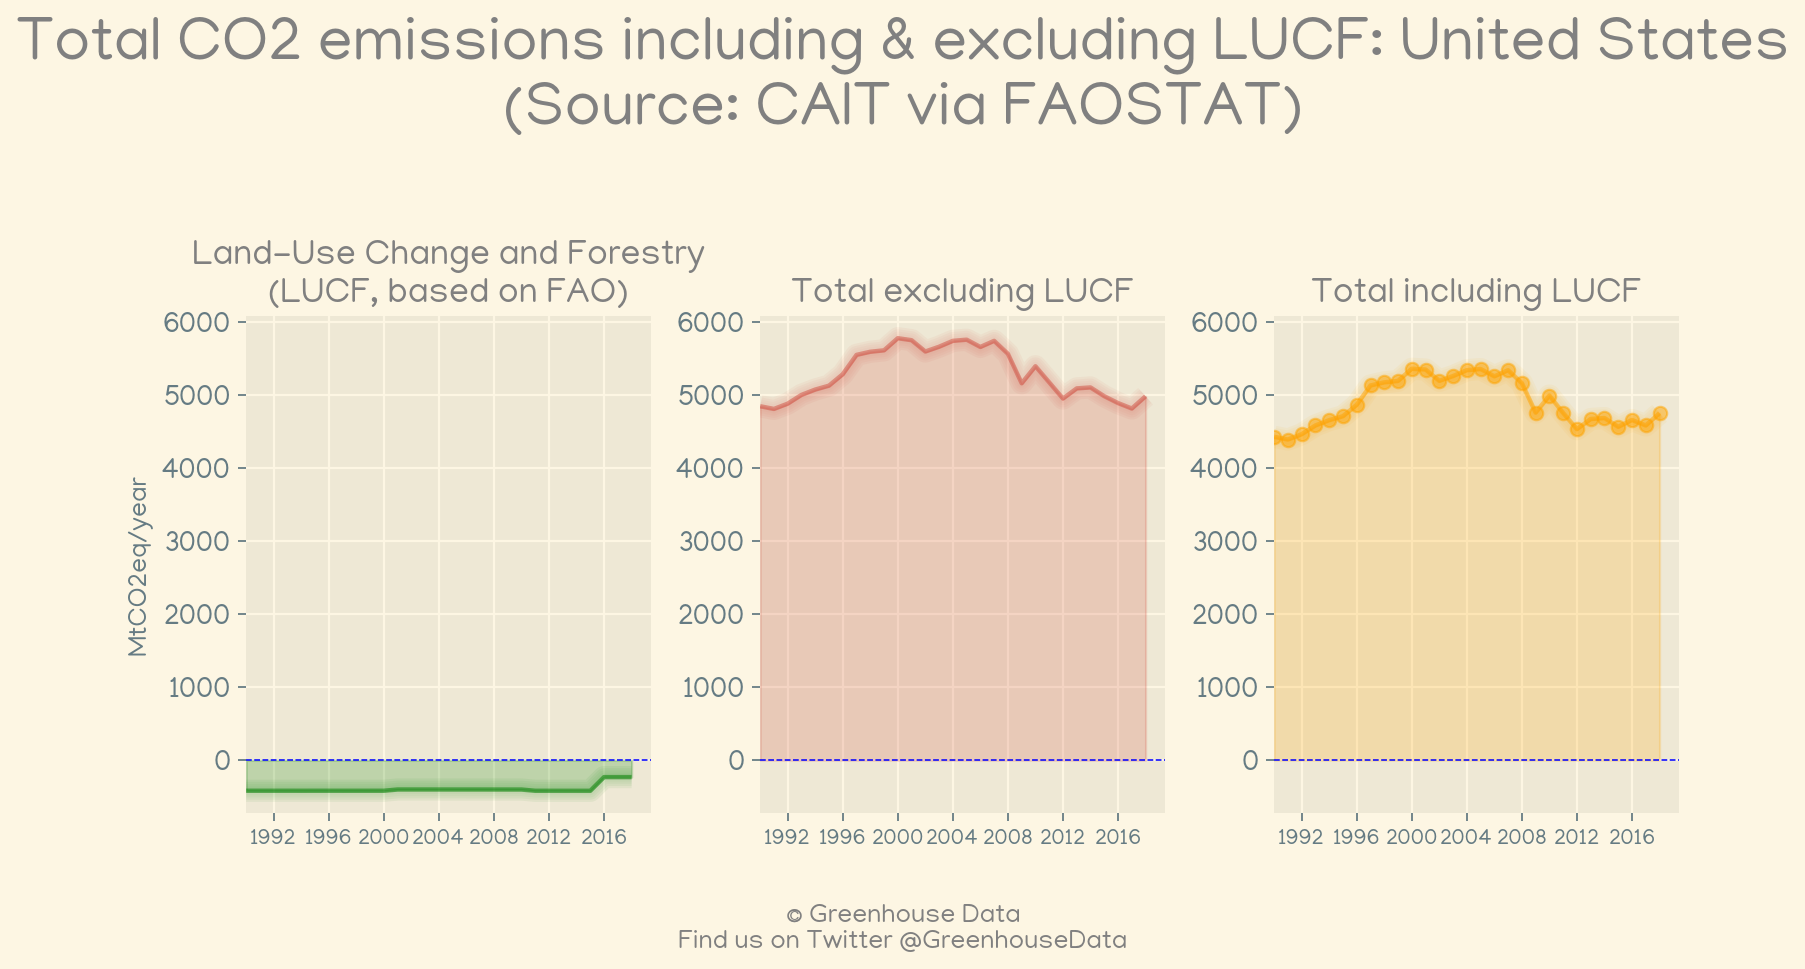 Total CO2 emissions including & excluding LUCF: United States
(Source: CAIT via FAOSTAT)
Land-Use Change and Forestry
(LUCF, based on FAO)
Total excluding LUCF
Total including LUCF
MtCO2eq/year
6000
5000
4000
3000
2000
1000
0
1992 1996 2000 2004 2008 2012 2016
6000
5000
4000
3000
2000
1000
0
1992 1996 2000 2004 2008 2012 2016
6000
5000
4000
3000
2000
1000
0
1992 1996 2000 2004 2008 2012 2016
© Greenhouse Data
Find us on Twitter @GreenhouseData